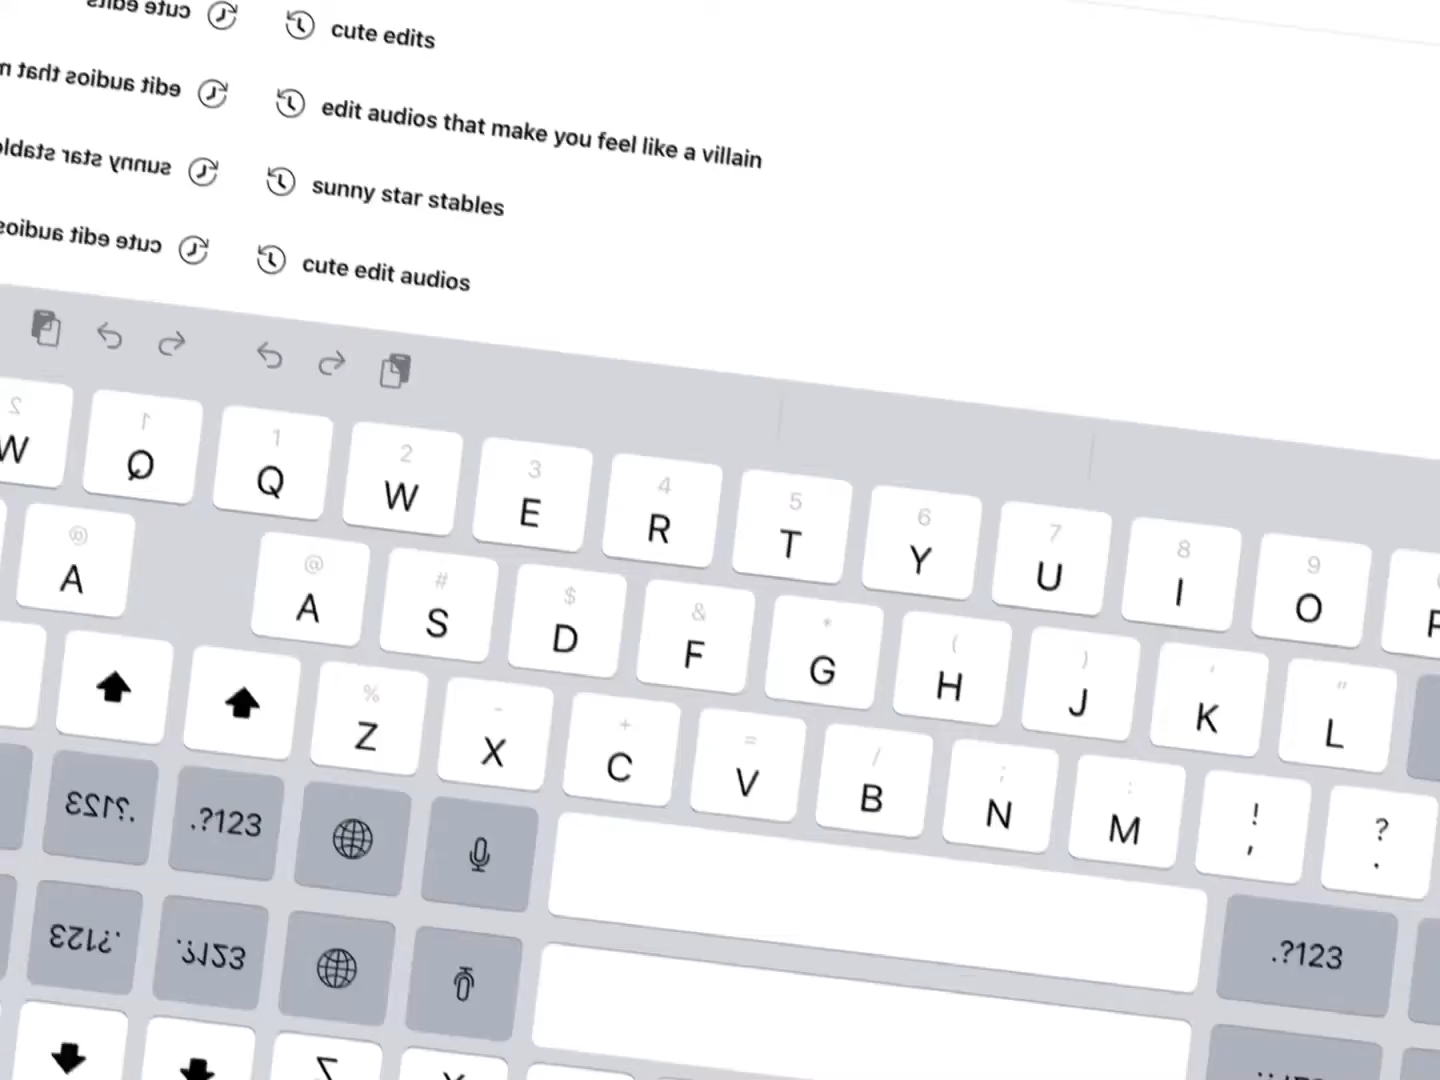 cute edits
edit audios that make you feel like a villain
sunny star stables
cute edit audios
1 2 3 4 5 6 7 8 9
Q W E R T Y U I O P
@ # $ & * ( ) ' "
A S D F G H J K L
% - + = / ; : ! ?
Z X C V B N M , .
.?123 .?123